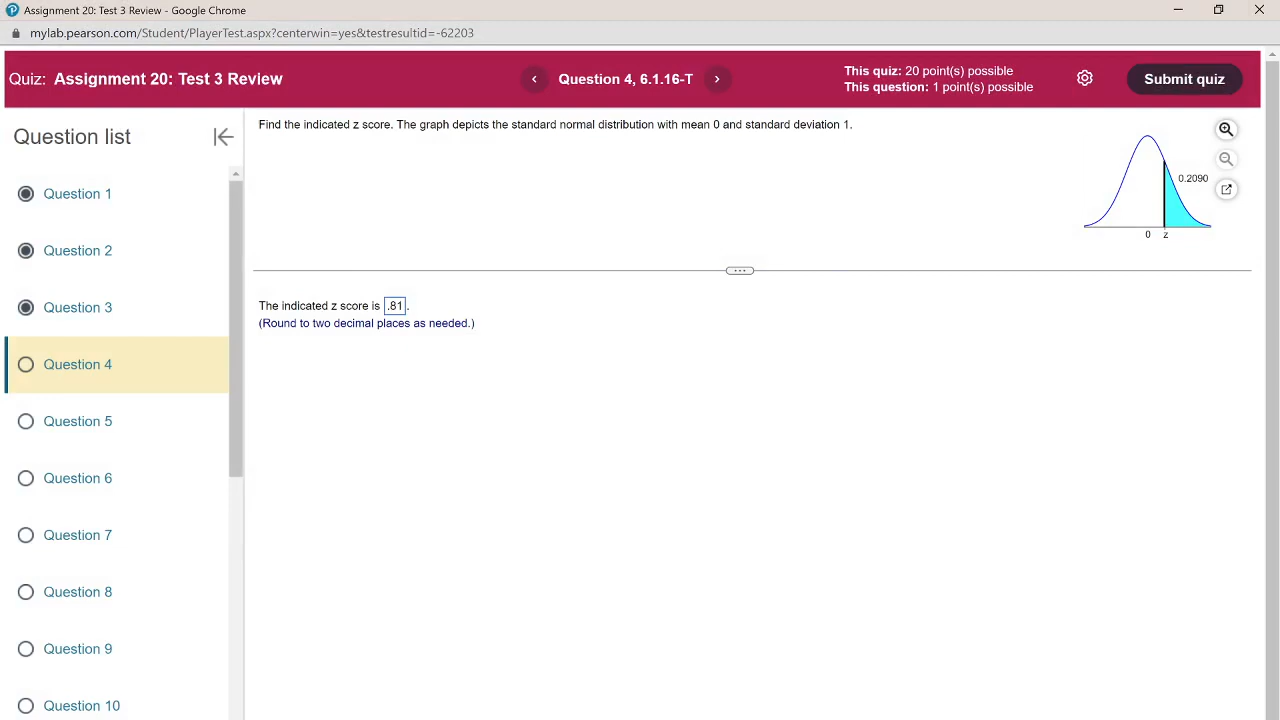 Assignment 20: Test 3 Review - Google Chrome
mylab.pearson.com/Student/PlayerTest.aspx?centerwin=yes&testresultid=-62203
Quiz: Assignment 20: Test 3 Review
Question 4, 6.1.16-T
This quiz: 20 point(s) possible
This question: 1 point(s) possible
Submit quiz
Question list
Question 1
Question 2
Question 3
Question 4
Question 5
Question 6
Question 7
Question 8
Question 9
Question 10
Find the indicated z score. The graph depicts the standard normal distribution with mean 0 and standard deviation 1.
0.2090
0 z
The indicated z score is .81.
(Round to two decimal places as needed.)